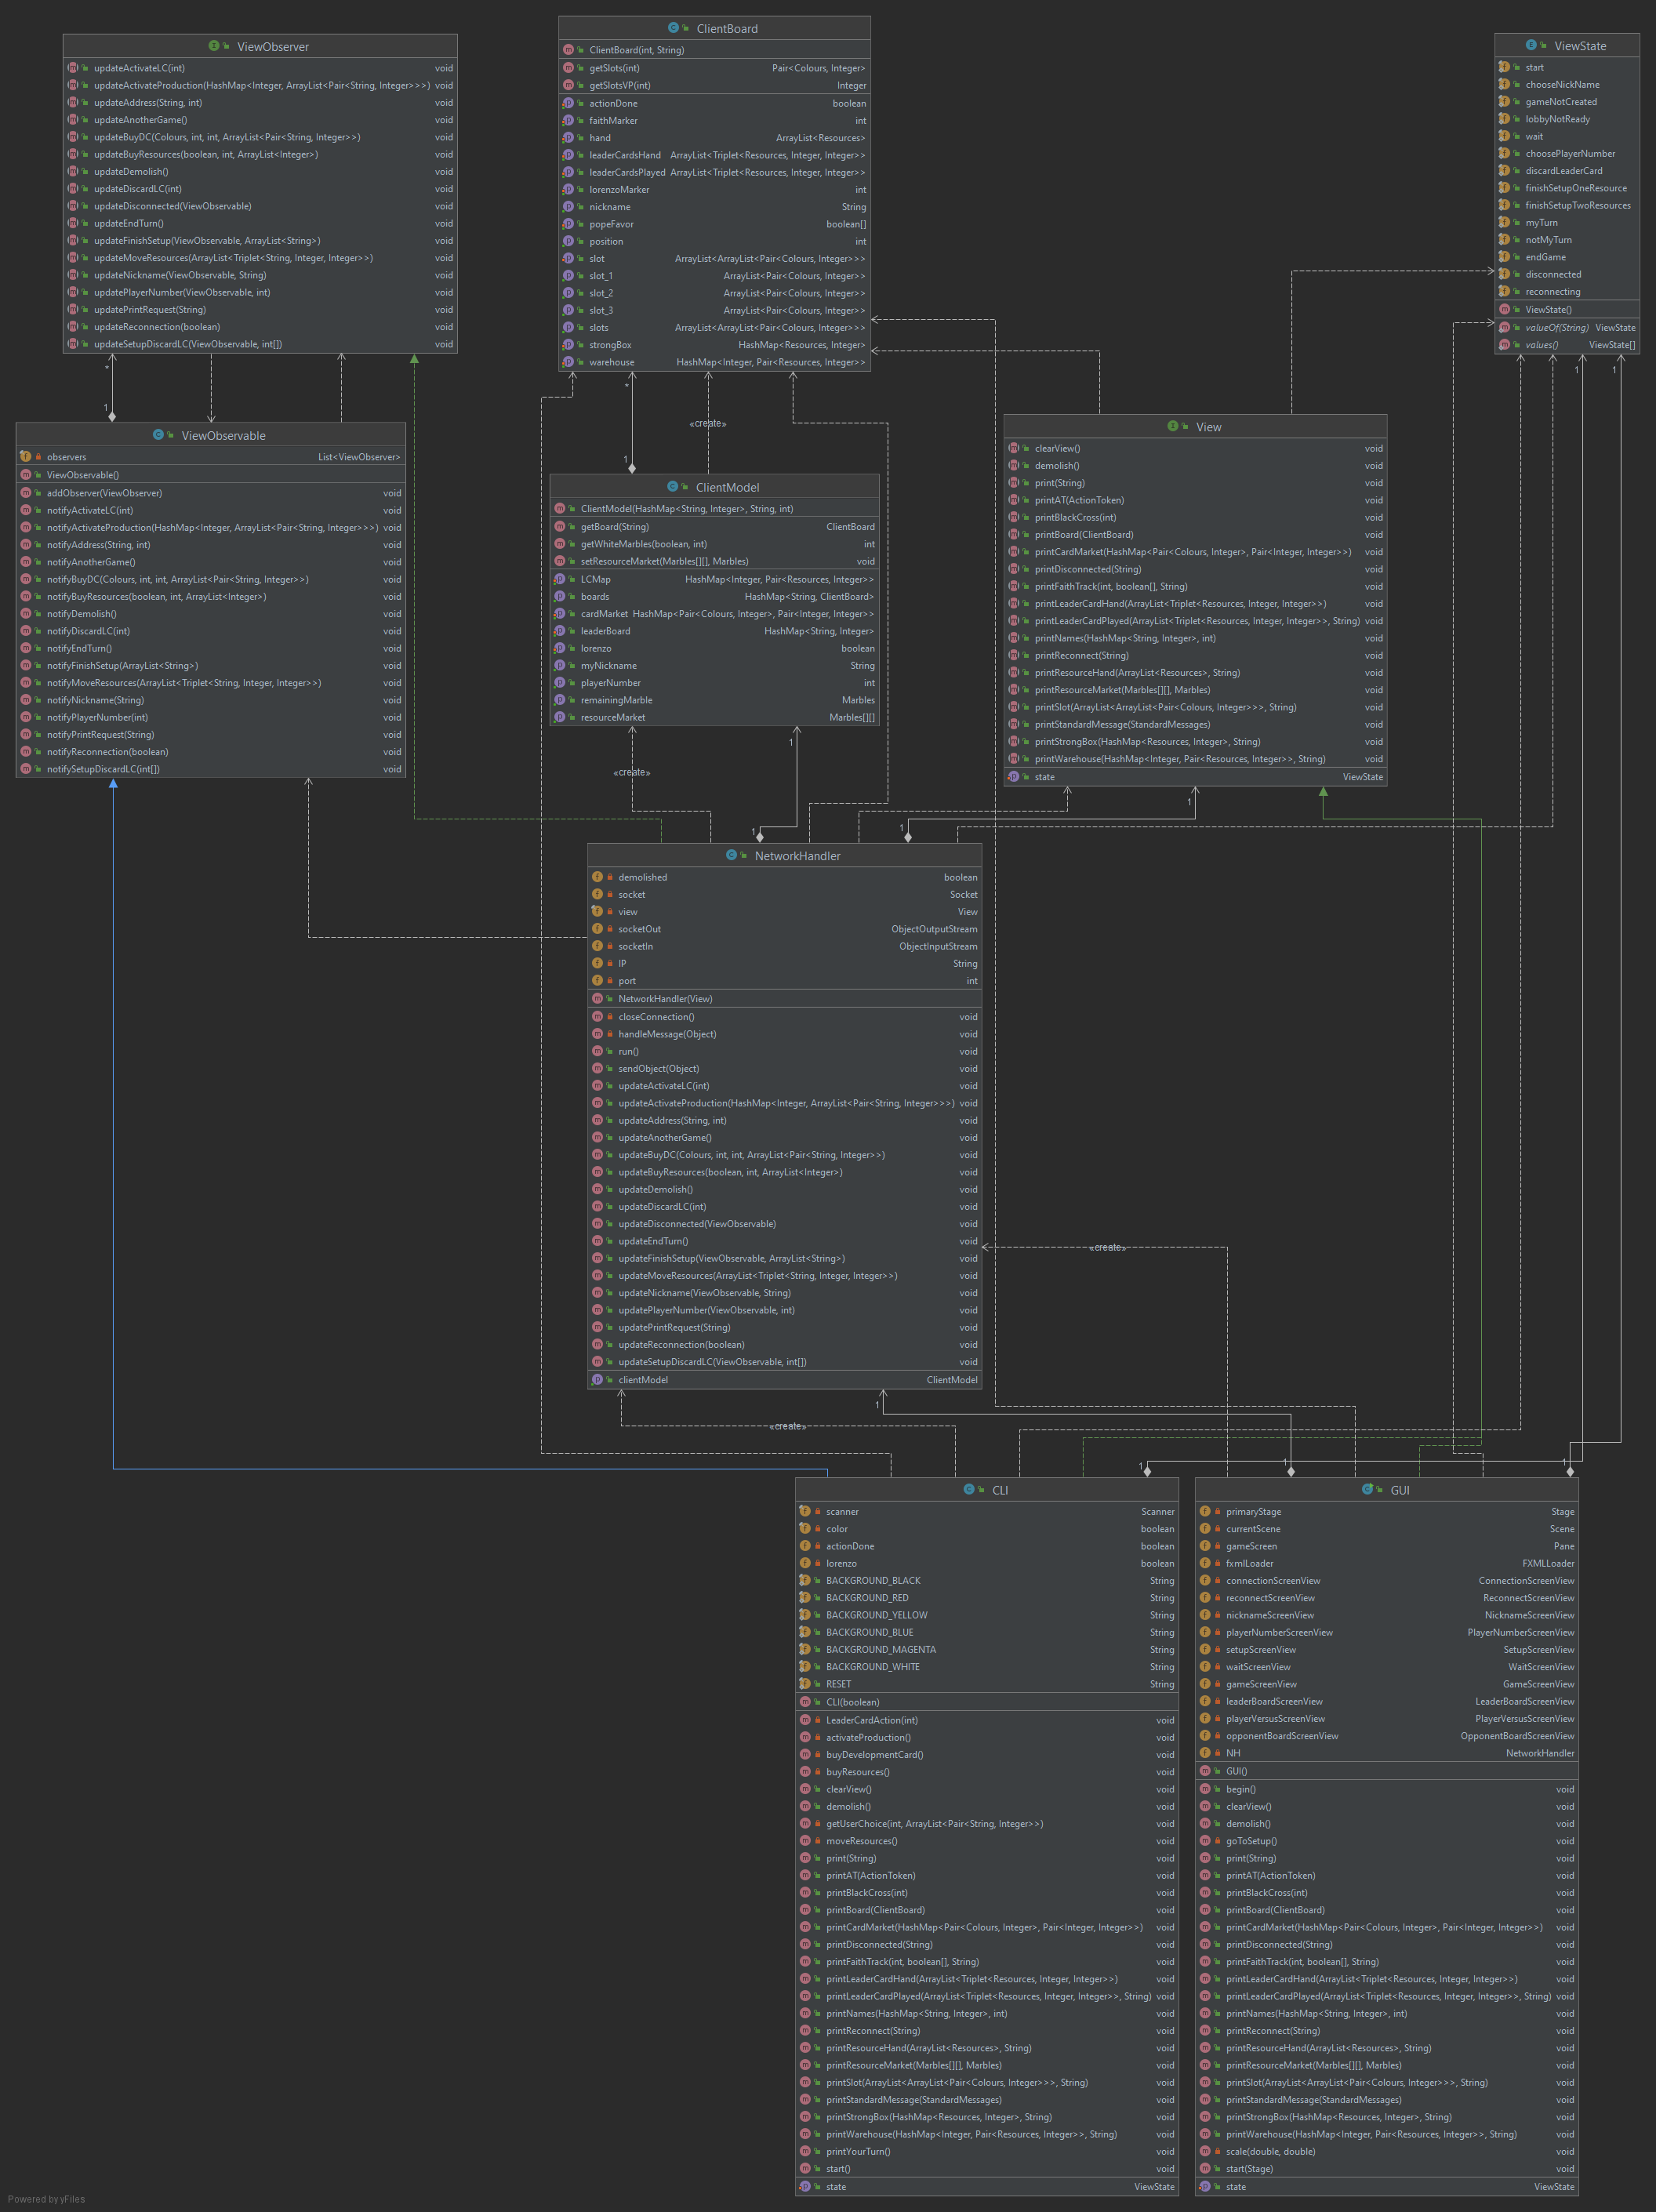 ViewObserver
updateActivateLC(int) void
updateActivateProduction(HashMap<Integer, ArrayList<Pair<String, Integer>>>) void
updateAddress(String, int) void
updateAnotherGame() void
updateBuyDC(Colours, int, int, ArrayList<Pair<String, Integer>>) void
updateBuyResources(boolean, int, ArrayList<Integer>) void
updateDemolish() void
updateDiscardLC(int) void
updateDisconnected(ViewObservable) void
updateEndTurn() void
updateFinishSetup(ViewObservable, ArrayList<String>) void
updateMoveResources(ArrayList<Triplet<String, Integer, Integer>>) void
updateNickname(ViewObservable, String) void
updatePlayerNumber(ViewObservable, int) void
updatePrintRequest(String) void
updateReconnection(boolean) void
updateSetupDiscardLC(ViewObservable, int[]) void
ClientBoard
ClientBoard(int, String)
getSlots(int) Pair<Colours, Integer>
getSlotsVP(int) Integer
actionDone boolean
faithMarker int
hand ArrayList<Resources>
leaderCardsHand ArrayList<Triplet<Resources, Integer, Integer>>
leaderCardsPlayed ArrayList<Triplet<Resources, Integer, Integer>>
lorenzoMarker int
nickname String
popeFavor boolean[]
position int
slot ArrayList<ArrayList<Pair<Colours, Integer>>>
slot_1 ArrayList<Pair<Colours, Integer>>
slot_2 ArrayList<Pair<Colours, Integer>>
slot_3 ArrayList<Pair<Colours, Integer>>
slots ArrayList<ArrayList<Pair<Colours, Integer>>>
strongBox HashMap<Resources, Integer>
warehouse HashMap<Integer, Pair<Resources, Integer>>
ViewState
start
chooseNickName
gameNotCreated
lobbyNotReady
wait
choosePlayerNumber
discardLeaderCard
finishSetupOneResource
finishSetupTwoResources
myTurn
notMyTurn
endGame
disconnected
reconnecting
ViewState()
valueOf(String) ViewState
values() ViewState[]
*
1
*
1
«create»
1
1
ViewObservable
observers List<ViewObserver>
ViewObservable()
addObserver(ViewObserver) void
notifyActivateLC(int) void
notifyActivateProduction(HashMap<Integer, ArrayList<Pair<String, Integer>>>) void
notifyAddress(String, int) void
notifyAnotherGame() void
notifyBuyDC(Colours, int, int, ArrayList<Pair<String, Integer>>) void
notifyBuyResources(boolean, int, ArrayList<Integer>) void
notifyDemolish() void
notifyDiscardLC(int) void
notifyEndTurn() void
notifyFinishSetup(ArrayList<String>) void
notifyMoveResources(ArrayList<Triplet<String, Integer, Integer>>) void
notifyNickname(String) void
notifyPlayerNumber(int) void
notifyPrintRequest(String) void
notifyReconnection(boolean) void
notifySetupDiscardLC(int[]) void
ClientModel
ClientModel(HashMap<String, Integer>, String, int)
getBoard(String) ClientBoard
getWhiteMarbles(boolean, int) int
setResourceMarket(Marbles[][], Marbles) void
LCMap HashMap<Integer, Pair<Resources, Integer>>
boards HashMap<String, ClientBoard>
cardMarket HashMap<Pair<Colours, Integer>, Pair<Integer, Integer>>
leaderBoard HashMap<String, Integer>
lorenzo boolean
myNickname String
playerNumber int
remainingMarble Marbles
resourceMarket Marbles[][]
View
clearView() void
demolish() void
print(String) void
printAT(ActionToken) void
printBlackCross(int) void
printBoard(ClientBoard) void
printCardMarket(HashMap<Pair<Colours, Integer>, Pair<Integer, Integer>>) void
printDisconnected(String) void
printFaithTrack(int, boolean[], String) void
printLeaderCardHand(ArrayList<Triplet<Resources, Integer, Integer>>) void
printLeaderCardPlayed(ArrayList<Triplet<Resources, Integer, Integer>>, String) void
printNames(HashMap<String, Integer>, int) void
printReconnect(String) void
printResourceHand(ArrayList<Resources>, String) void
printResourceMarket(Marbles[][], Marbles) void
printSlot(ArrayList<ArrayList<Pair<Colours, Integer>>>, String) void
printStandardMessage(StandardMessages) void
printStrongBox(HashMap<Resources, Integer>, String) void
printWarehouse(HashMap<Integer, Pair<Resources, Integer>>, String) void
state ViewState
«create»
1
1
1
1
NetworkHandler
demolished boolean
socket Socket
view View
socketOut ObjectOutputStream
socketIn ObjectInputStream
IP String
port int
NetworkHandler(View)
closeConnection() void
handleMessage(Object) void
run() void
sendObject(Object) void
updateActivateLC(int) void
updateActivateProduction(HashMap<Integer, ArrayList<Pair<String, Integer>>>) void
updateAddress(String, int) void
updateAnotherGame() void
updateBuyDC(Colours, int, int, ArrayList<Pair<String, Integer>>) void
updateBuyResources(boolean, int, ArrayList<Integer>) void
updateDemolish() void
updateDiscardLC(int) void
updateDisconnected(ViewObservable) void
updateEndTurn() void
updateFinishSetup(ViewObservable, ArrayList<String>) void
updateMoveResources(ArrayList<Triplet<String, Integer, Integer>>) void
updateNickname(ViewObservable, String) void
updatePlayerNumber(ViewObservable, int) void
updatePrintRequest(String) void
updateReconnection(boolean) void
updateSetupDiscardLC(ViewObservable, int[]) void
clientModel ClientModel
«create»
1
«create»
1
1
1
CLI
scanner Scanner
color boolean
actionDone boolean
lorenzo boolean
BACKGROUND_BLACK String
BACKGROUND_RED String
BACKGROUND_YELLOW String
BACKGROUND_BLUE String
BACKGROUND_MAGENTA String
BACKGROUND_WHITE String
RESET String
CLI(boolean)
LeaderCardAction(int) void
activateProduction() void
buyDevelopmentCard() void
buyResources() void
clearView() void
demolish() void
getUserChoice(int, ArrayList<Pair<String, Integer>>) void
moveResources() void
print(String) void
printAT(ActionToken) void
printBlackCross(int) void
printBoard(ClientBoard) void
printCardMarket(HashMap<Pair<Colours, Integer>, Pair<Integer, Integer>>) void
printDisconnected(String) void
printFaithTrack(int, boolean[], String) void
printLeaderCardHand(ArrayList<Triplet<Resources, Integer, Integer>>) void
printLeaderCardPlayed(ArrayList<Triplet<Resources, Integer, Integer>>, String) void
printNames(HashMap<String, Integer>, int) void
printReconnect(String) void
printResourceHand(ArrayList<Resources>, String) void
printResourceMarket(Marbles[][], Marbles) void
printSlot(ArrayList<ArrayList<Pair<Colours, Integer>>>, String) void
printStandardMessage(StandardMessages) void
printStrongBox(HashMap<Resources, Integer>, String) void
printWarehouse(HashMap<Integer, Pair<Resources, Integer>>, String) void
printYourTurn() void
start() void
state ViewState
GUI
primaryStage Stage
currentScene Scene
gameScreen Pane
fxmlLoader FXMLLoader
connectionScreenView ConnectionScreenView
reconnectScreenView ReconnectScreenView
nicknameScreenView NicknameScreenView
playerNumberScreenView PlayerNumberScreenView
setupScreenView SetupScreenView
waitScreenView WaitScreenView
gameScreenView GameScreenView
leaderBoardScreenView LeaderBoardScreenView
playerVersusScreenView PlayerVersusScreenView
opponentBoardScreenView OpponentBoardScreenView
NH NetworkHandler
GUI()
begin() void
clearView() void
demolish() void
goToSetup() void
print(String) void
printAT(ActionToken) void
printBlackCross(int) void
printBoard(ClientBoard) void
printCardMarket(HashMap<Pair<Colours, Integer>, Pair<Integer, Integer>>) void
printDisconnected(String) void
printFaithTrack(int, boolean[], String) void
printLeaderCardHand(ArrayList<Triplet<Resources, Integer, Integer>>) void
printLeaderCardPlayed(ArrayList<Triplet<Resources, Integer, Integer>>, String) void
printNames(HashMap<String, Integer>, int) void
printReconnect(String) void
printResourceHand(ArrayList<Resources>, String) void
printResourceMarket(Marbles[][], Marbles) void
printSlot(ArrayList<ArrayList<Pair<Colours, Integer>>>, String) void
printStandardMessage(StandardMessages) void
printStrongBox(HashMap<Resources, Integer>, String) void
printWarehouse(HashMap<Integer, Pair<Resources, Integer>>, String) void
scale(double, double) void
start(Stage) void
state ViewState
Powered by yFiles